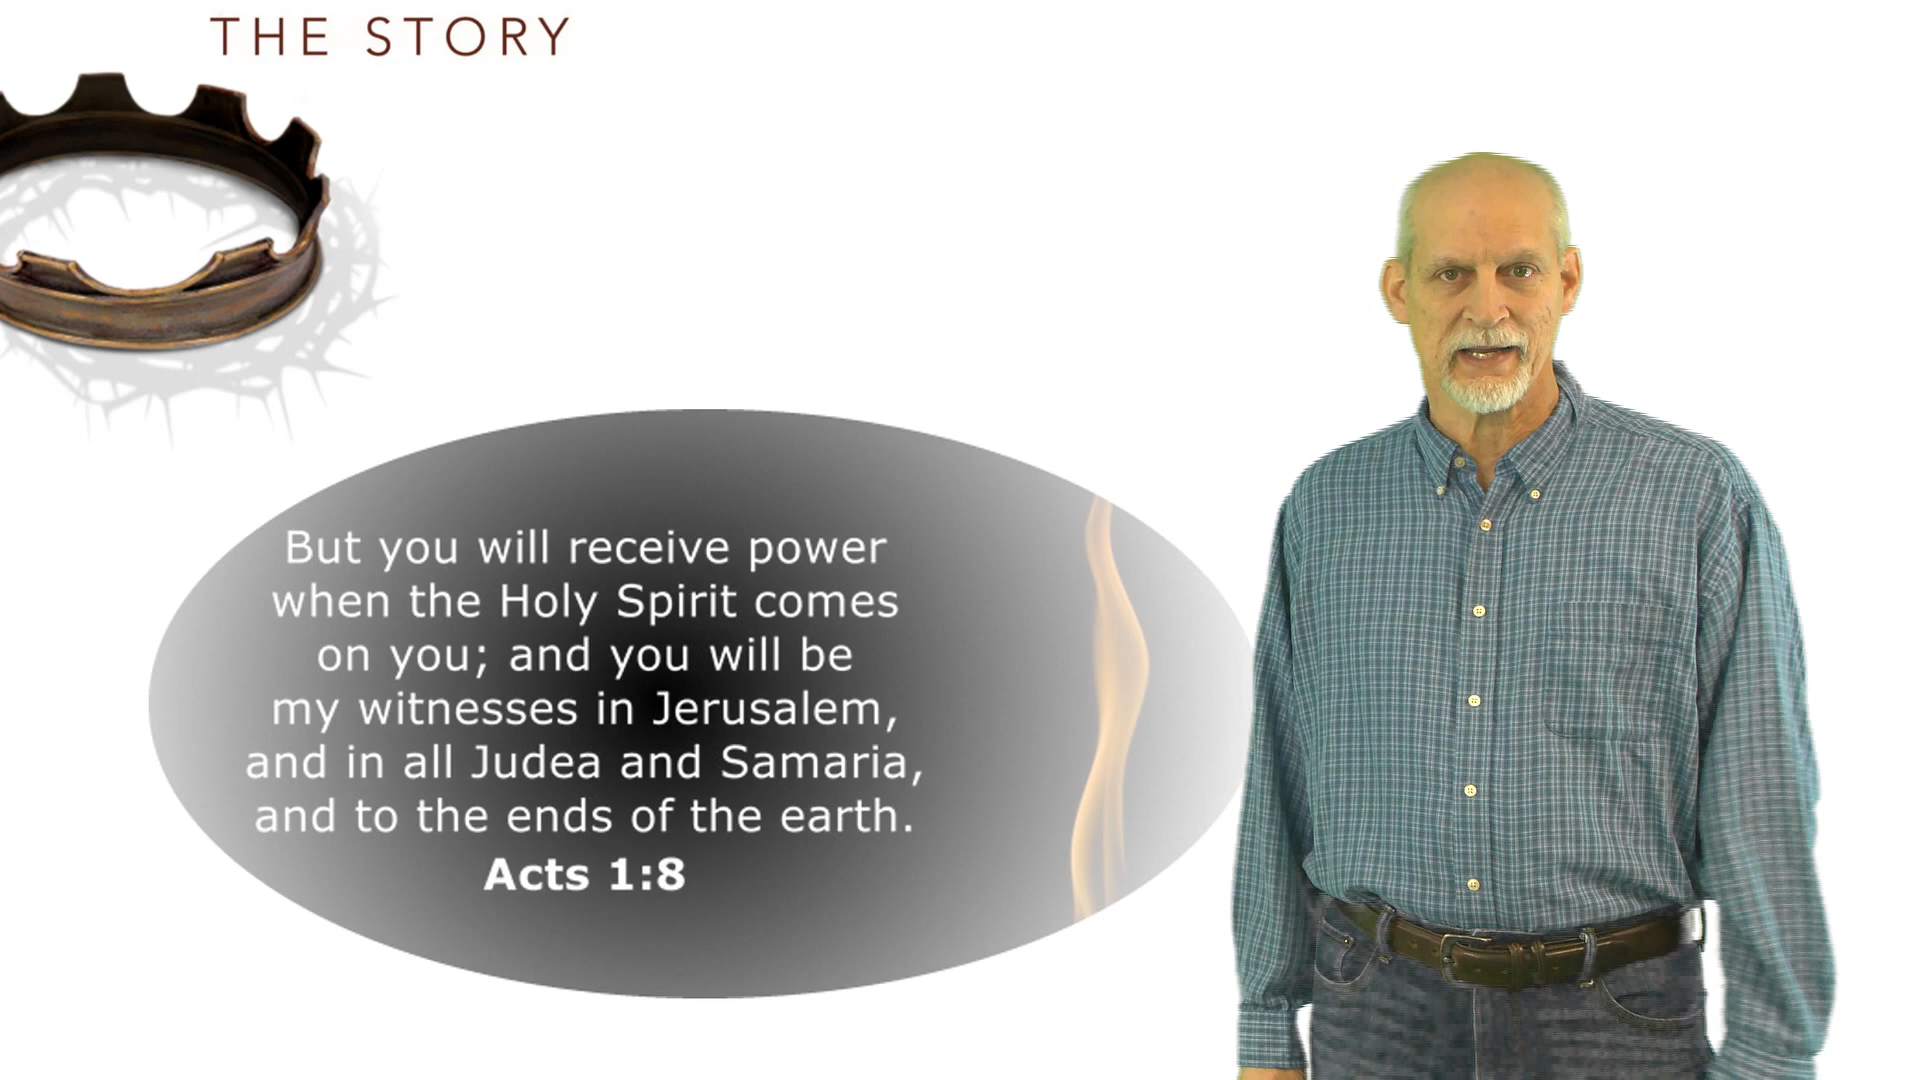 THE STORY
But you will receive power
when the Holy Spirit comes
on you; and you will be
my witnesses in Jerusalem,
and in all Judea and Samaria,
and to the ends of the earth.
Acts 1:8